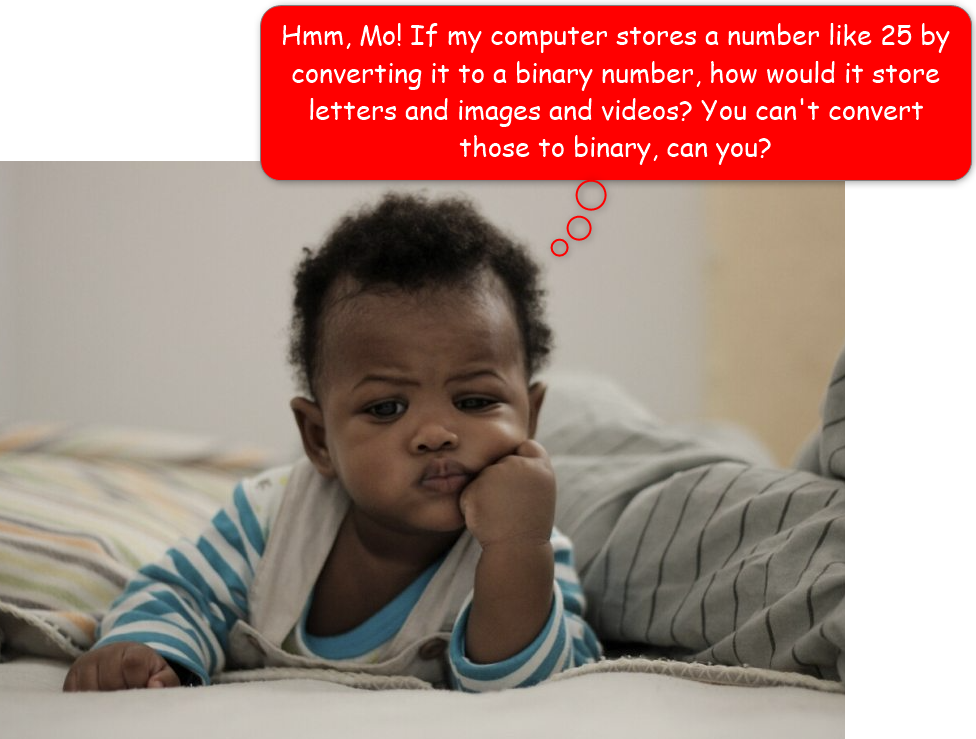 Hmm, Mo! If my computer stores a number like 25 by
converting it to a binary number, how would it store
letters and images and videos? You can't convert
those to binary, can you?